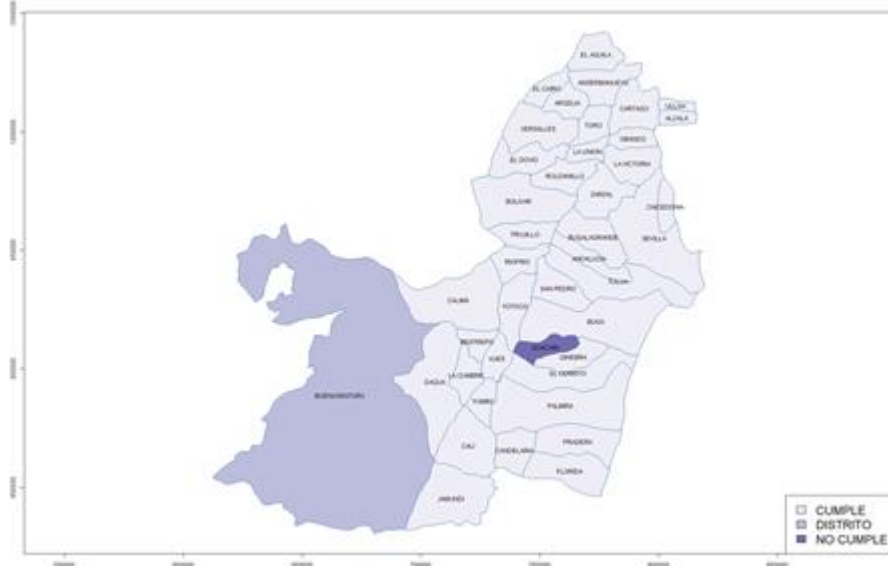 EL AGUILA
ANSERMANUEVO
EL CAIRO
ARGELIA
CARTAGO
ULLOA
ALCALA
TORO
VERSALLES
OBANDO
LA UNION
EL DOVIO
LA VICTORIA
ROLDANILLO
ZARZAL
BOLIVAR
CAICEDONIA
TRUJILLO
BUGALAGRANDE
SEVILLA
ANDALUCIA
RIOFRIO
TULUA
SAN PEDRO
CALIMA
YOTOCO
BUGA
RESTREPO
VIJES
GINEBRA
EL CERRITO
LA CUMBRE
DAGUA
BUENAVENTURA
YUMBO
PALMIRA
CALI
CANDELARIA
PRADERA
FLORIDA
JAMUNDI
CUMPLE
DISTRITO
NO CUMPLE